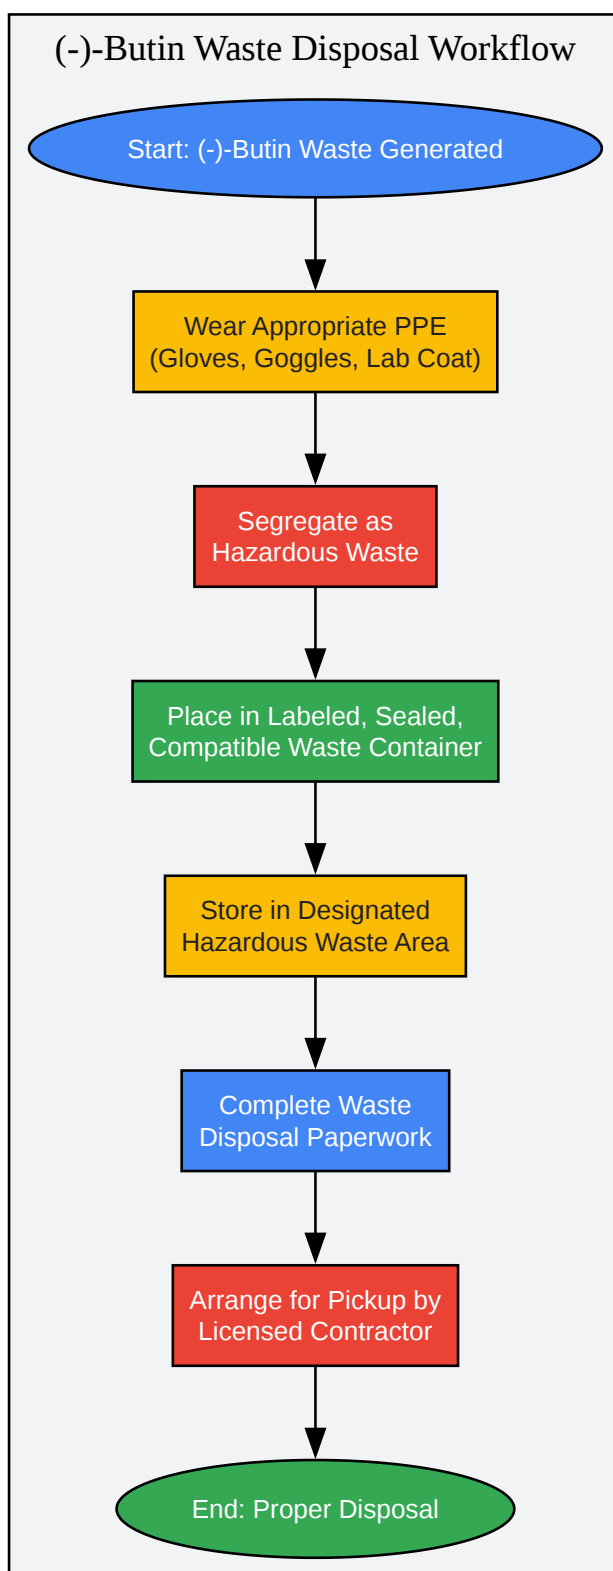 (-)-Butin Waste Disposal Workflow
Start: (-)-Butin Waste Generated
Wear Appropriate PPE
(Gloves, Goggles, Lab Coat)
Segregate as
Hazardous Waste
Place in Labeled, Sealed,
Compatible Waste Container
Store in Designated
Hazardous Waste Area
Complete Waste
Disposal Paperwork
Arrange for Pickup by
Licensed Contractor
End: Proper Disposal